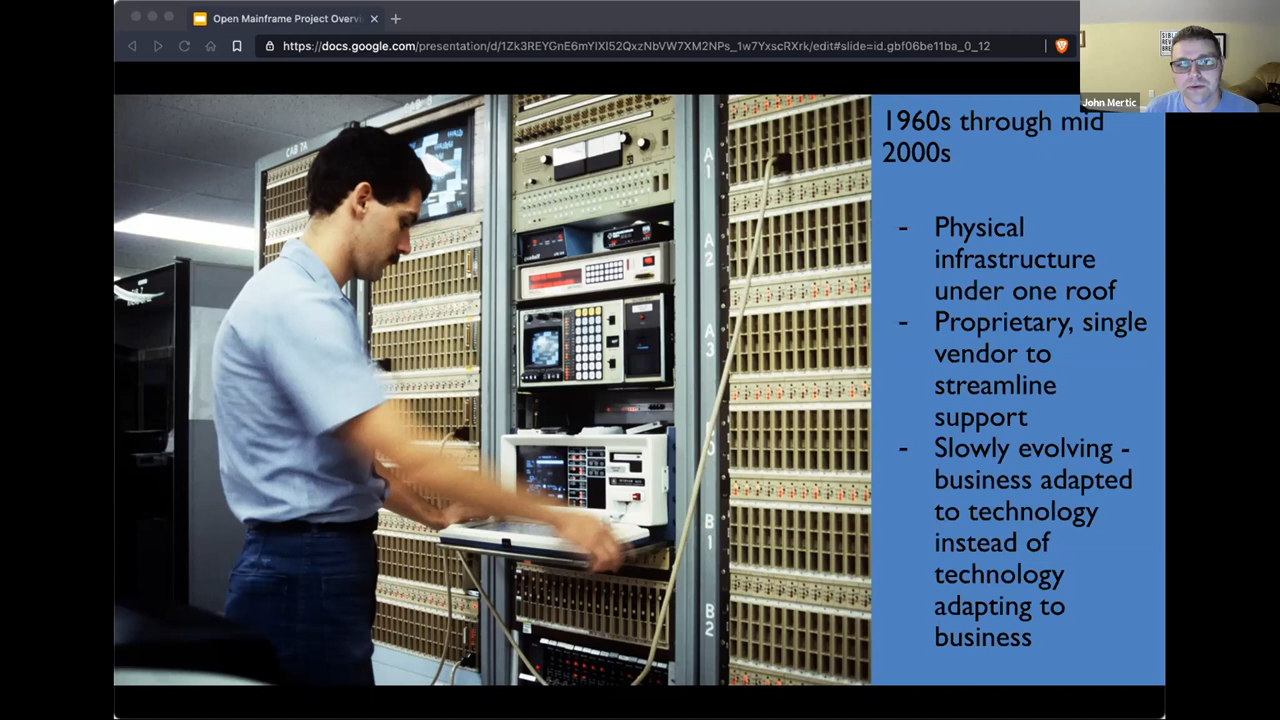 Open Mainframe Project Overvi
https://docs.google.com/presentation/d/1Zk3REYGnE6mYIXI52QxzNbVW7XM2NPs_1w7YxscRXrk/edit#slide=id.gbf06be11ba_0_12
John Mertic
CAB 7A
CAB 8
A1
A2
A3
B1
B2
1960s through mid
2000s
- Physical
infrastructure
under one roof
- Proprietary, single
vendor to
streamline
support
- Slowly evolving -
business adapted
to technology
instead of
technology
adapting to
business